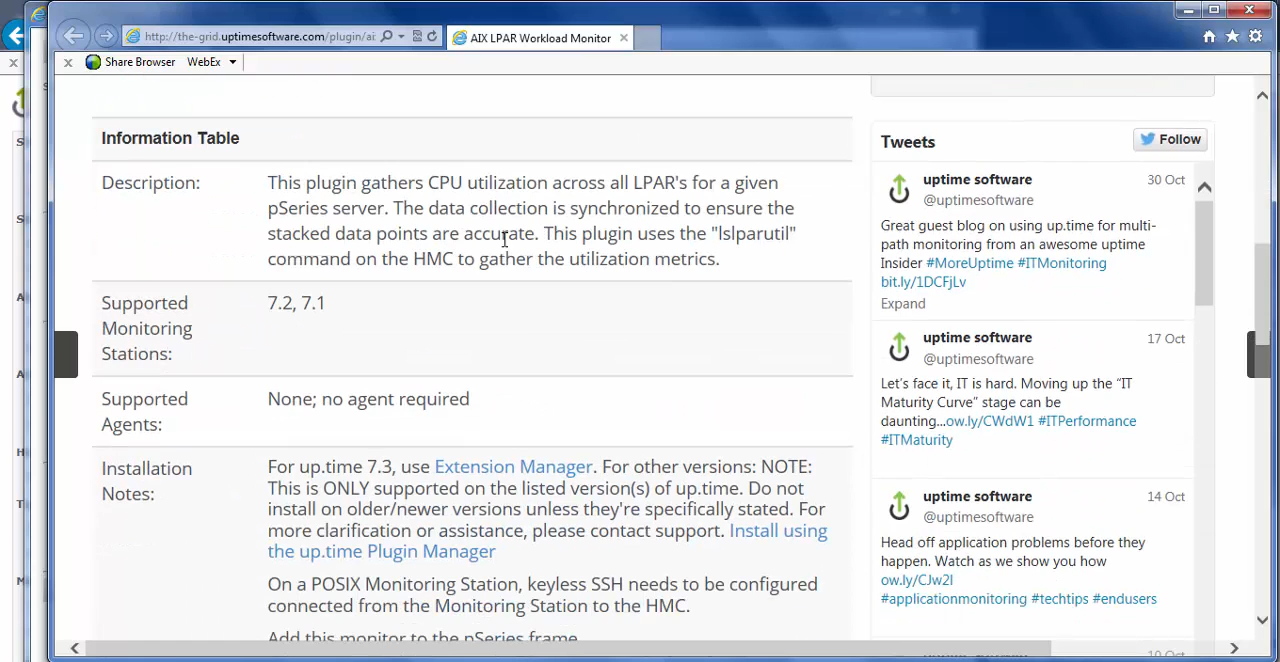 http://the-grid.uptimesoftware.com/plugin/ai
AIX LPAR Workload Monitor
Share Browser WebEx
Information Table
Description:
This plugin gathers CPU utilization across all LPAR's for a given
pSeries server. The data collection is synchronized to ensure the
stacked data points are accurate. This plugin uses the "lslparutil"
command on the HMC to gather the utilization metrics.
Supported
Monitoring
Stations:
7.2, 7.1
Supported
Agents:
None; no agent required
Installation
Notes:
For up.time 7.3, use Extension Manager. For other versions: NOTE:
This is ONLY supported on the listed version(s) of up.time. Do not
install on older/newer versions unless they're specifically stated. For
more clarification or assistance, please contact support. Install using
the up.time Plugin Manager
On a POSIX Monitoring Station, keyless SSH needs to be configured
connected from the Monitoring Station to the HMC.
Add this monitor to the pSeries frame
Tweets
Follow
uptime software 30 Oct
@uptimesoftware
Great guest blog on using up.time for multi-
path monitoring from an awesome uptime
Insider #MoreUptime #ITMonitoring
bit.ly/1DCFjLv
Expand
uptime software 17 Oct
@uptimesoftware
Let's face it, IT is hard. Moving up the “IT
Maturity Curve” stage can be
daunting...ow.ly/CWdW1 #ITPerformance
#ITMaturity
uptime software 14 Oct
@uptimesoftware
Head off application problems before they
happen. Watch as we show you how
ow.ly/CJw2I
#applicationmonitoring #techtips #endusers